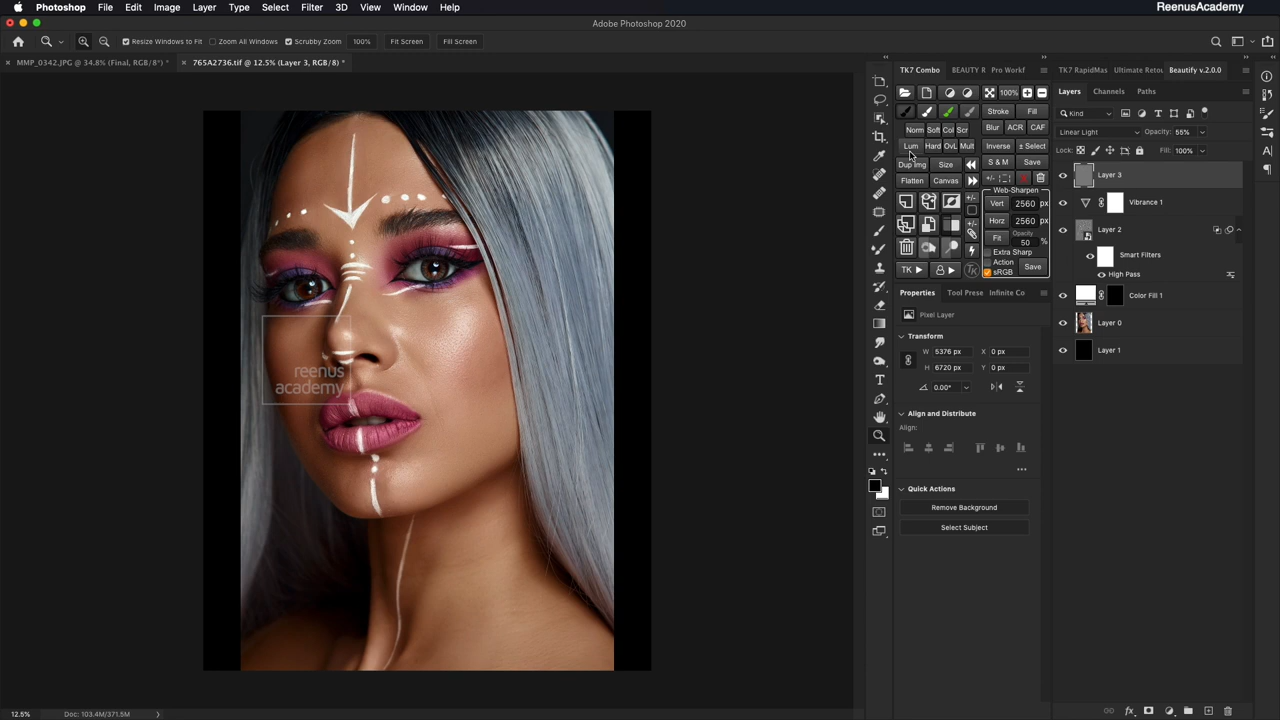 Photoshop File Edit Image Layer Type Select Filter 3D View Window Help ReenusAcademy
Adobe Photoshop 2020
Resize Windows to Fit Zoom All Windows Scrubby Zoom 100% Fit Screen Fill Screen
MMP_0342.JPG @ 34.8% (Final, RGB/8*) * 765A2736.tif @ 12.5% (Layer 3, RGB/8) *
TK7 Combo BEAUTY R Pro Workf TK7 RapidMas Ultimate Retou Beautify v.2.0.0
100%
Layers Channels Paths
Stroke Fill
Kind
Norm Soft Col Scr Blur ACR CAF
Linear Light Opacity: 55%
Lum Hard OvL Mult Inverse ± Select
Lock: Fill: 100%
Dup Img Size S & M Save
Flatten Canvas +/-
Layer 3
Web-Sharpen
+/- Vert 2560 px
Vibrance 1
Horz 2560 px
+/-
Layer 2
Fit Opacity
50 %
Extra Sharp
Smart Filters
Action
TK sRGB Save
TK
High Pass
Properties Tool Prese Infinite Co
Color Fill 1
Pixel Layer
Layer 0
Transform
W 5376 px X 0 px
Layer 1
H 6720 px Y 0 px
0.00°
reenus
academy
Align and Distribute
Align:
Quick Actions
Remove Background
Select Subject
12.5% Doc: 103.4M/371.5M